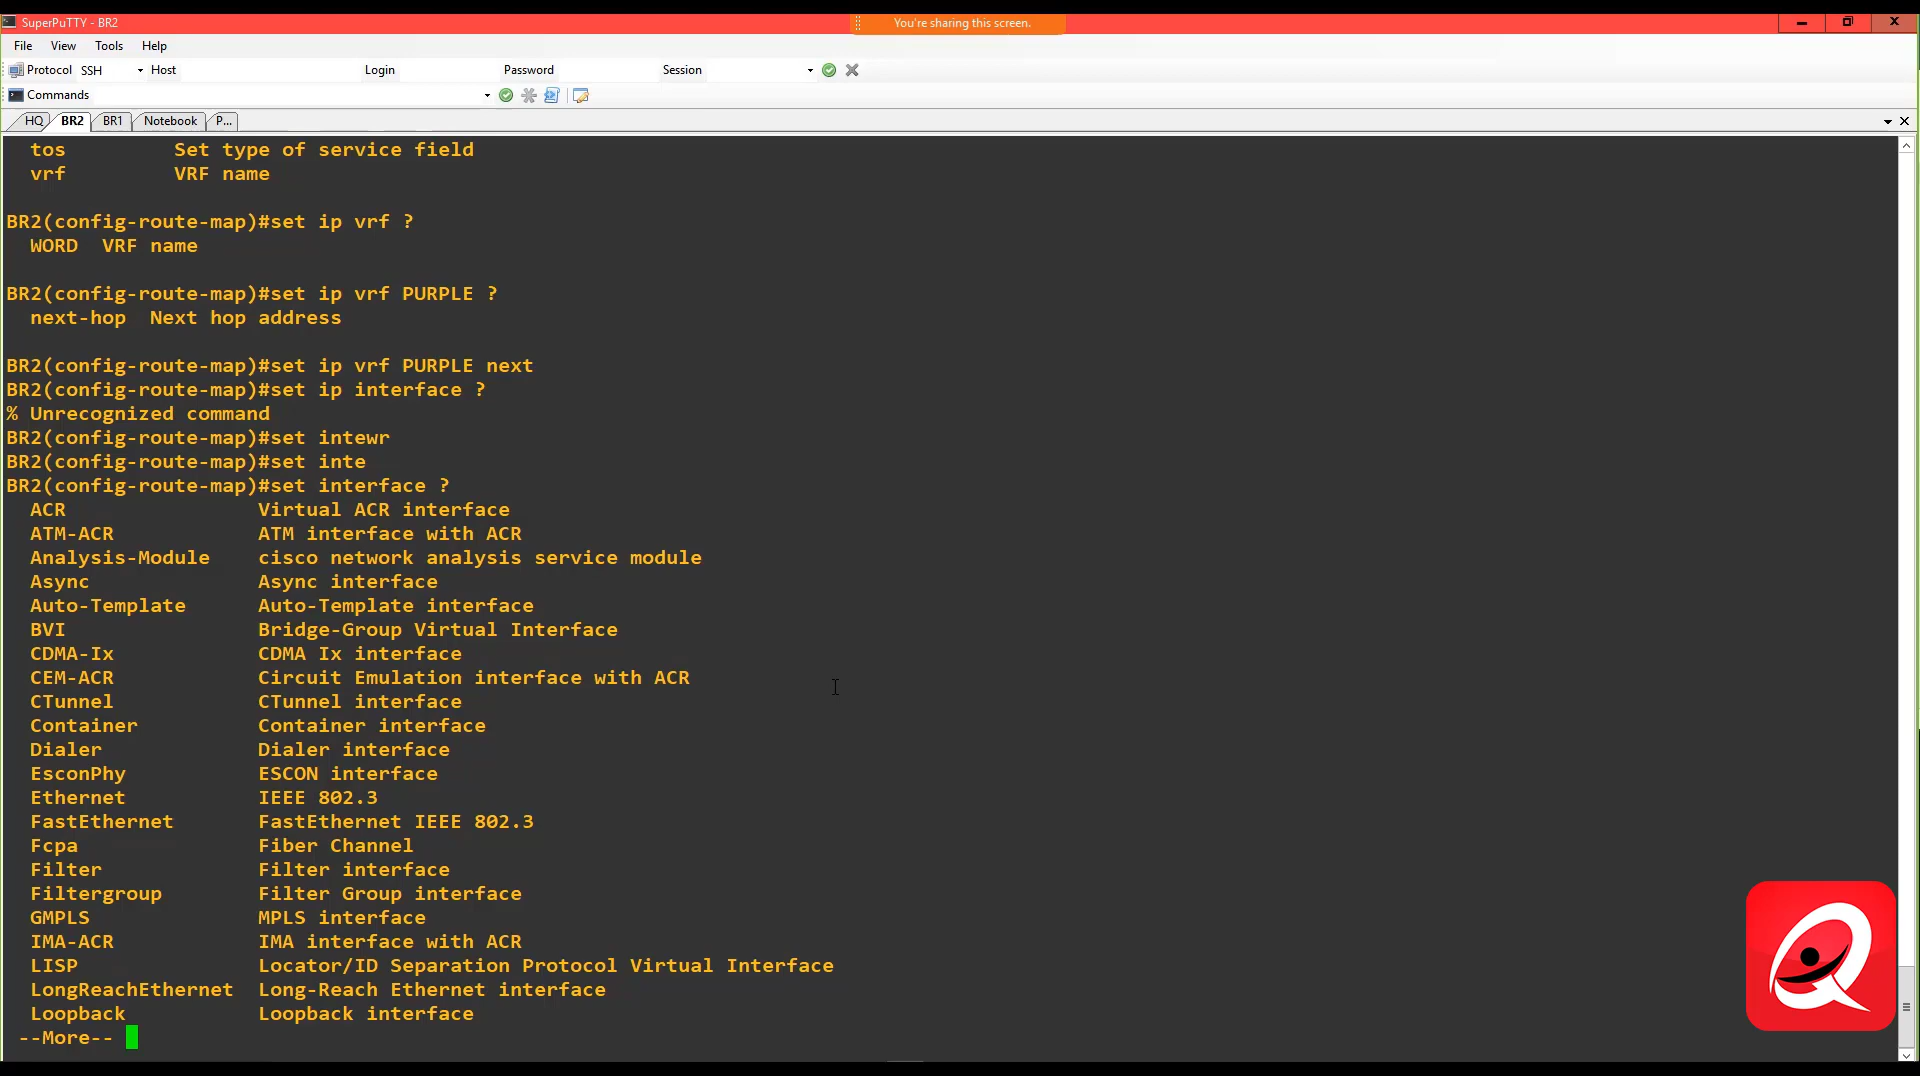 SuperPuTTY - BR2
You're sharing this screen.
File View Tools Help
Protocol SSH Host Login Password Session
Commands
HQ BR2 BR1 Notebook P...
tos Set type of service field
vrf VRF name
BR2(config-route-map)#set ip vrf ?
WORD VRF name
BR2(config-route-map)#set ip vrf PURPLE ?
next-hop Next hop address
BR2(config-route-map)#set ip vrf PURPLE next
BR2(config-route-map)#set ip interface ?
% Unrecognized command
BR2(config-route-map)#set intewr
BR2(config-route-map)#set inte
BR2(config-route-map)#set interface ?
ACR Virtual ACR interface
ATM-ACR ATM interface with ACR
Analysis-Module cisco network analysis service module
Async Async interface
Auto-Template Auto-Template interface
BVI Bridge-Group Virtual Interface
CDMA-Ix CDMA Ix interface
CEM-ACR Circuit Emulation interface with ACR
CTunnel CTunnel interface
Container Container interface
Dialer Dialer interface
EsconPhy ESCON interface
Ethernet IEEE 802.3
FastEthernet FastEthernet IEEE 802.3
Fcpa Fiber Channel
Filter Filter interface
Filtergroup Filter Group interface
GMPLS MPLS interface
IMA-ACR IMA interface with ACR
LISP Locator/ID Separation Protocol Virtual Interface
LongReachEthernet Long-Reach Ethernet interface
Loopback Loopback interface
--More--